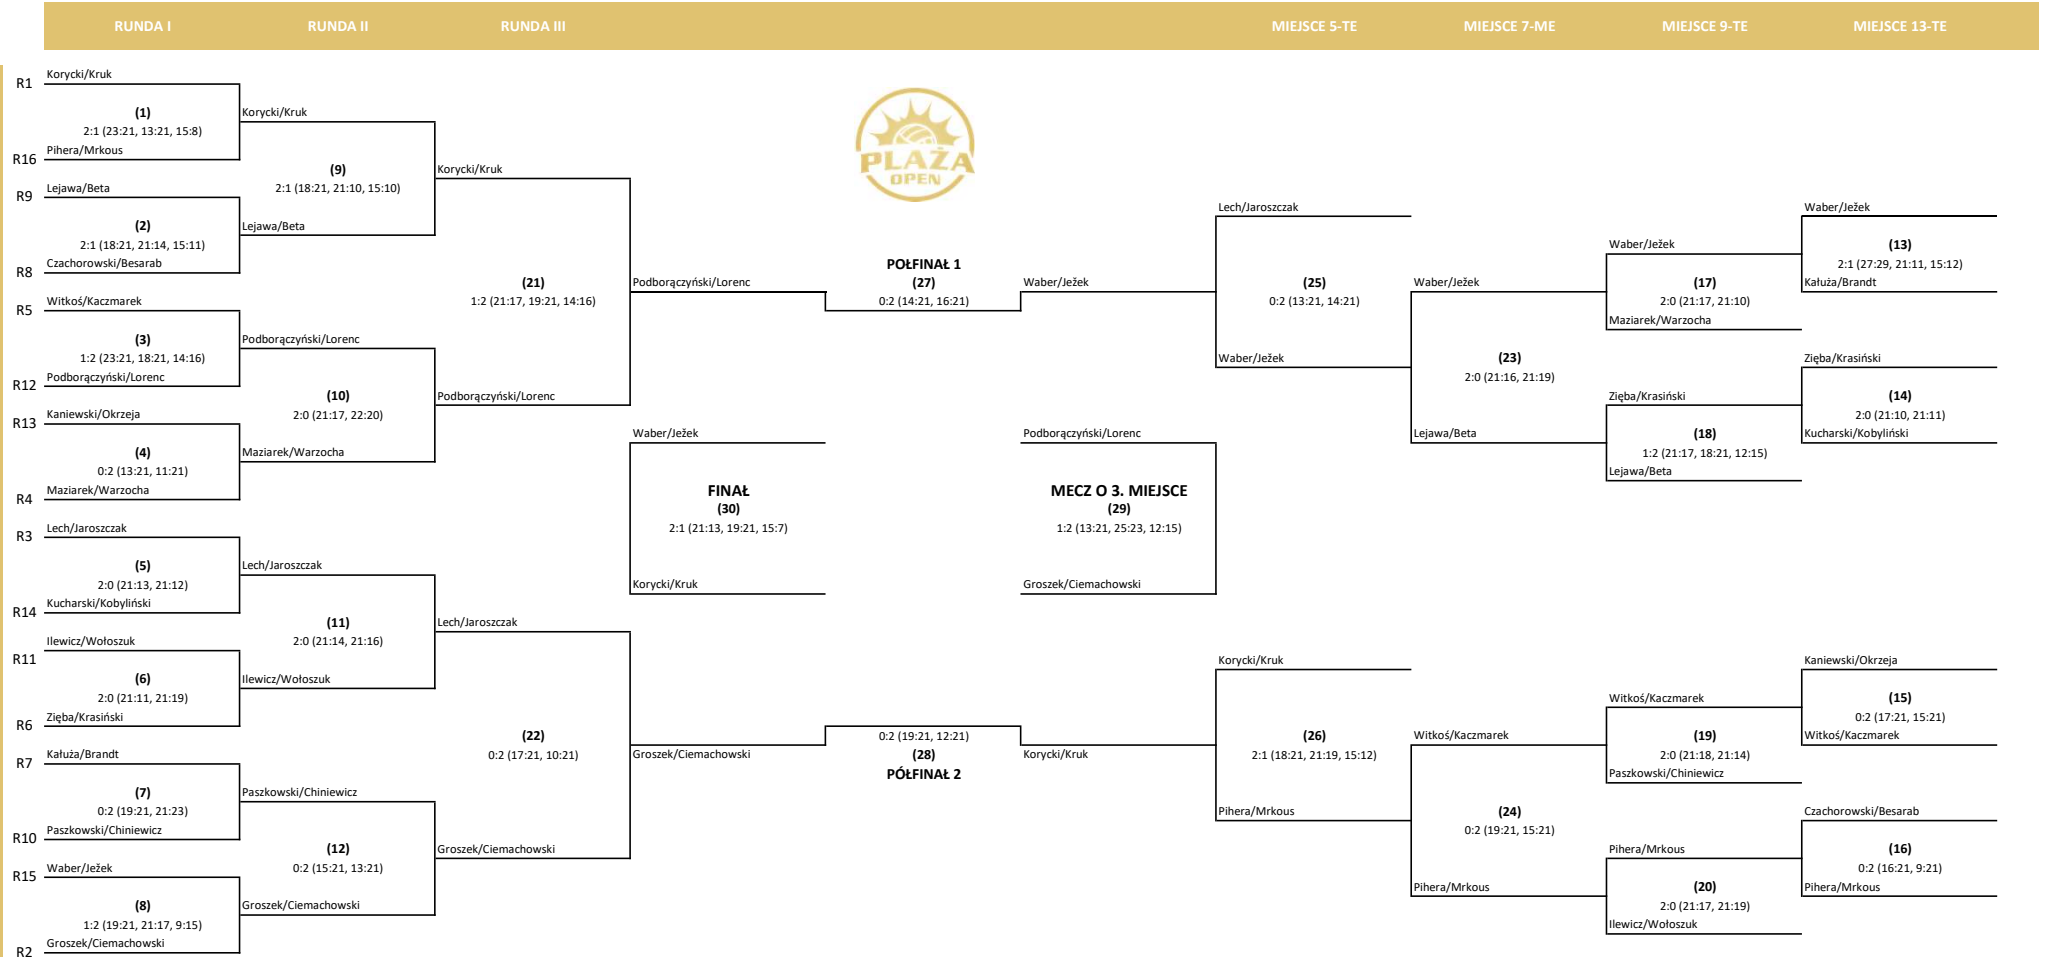 RUNDA I
RUNDA II
RUNDA III
MIEJSCE 5-TE
MIEJSCE 7-ME
MIEJSCE 9-TE
MIEJSCE 13-TE
R1
Korycki/Kruk
(1)
2:1 (23:21, 13:21, 15:8)
R16
Pihera/Mrkous
R9
Lejawa/Beta
(2)
2:1 (18:21, 21:14, 15:11)
R8
Czachorowski/Besarab
R5
Witkoś/Kaczmarek
(3)
1:2 (23:21, 18:21, 14:16)
R12
Podborączyński/Lorenc
R13
Kaniewski/Okrzeja
(4)
0:2 (13:21, 11:21)
R4
Maziarek/Warzocha
R3
Lech/Jaroszczak
(5)
2:0 (21:13, 21:12)
R14
Kucharski/Kobyliński
R11
Ilewicz/Wołoszuk
(6)
2:0 (21:11, 21:19)
R6
Zięba/Krasiński
R7
Kałuża/Brandt
(7)
0:2 (19:21, 21:23)
R10
Paszkowski/Chiniewicz
R15
Waber/Ježek
(8)
1:2 (19:21, 21:17, 9:15)
R2
Groszek/Ciemachowski
Korycki/Kruk
(9)
2:1 (18:21, 21:10, 15:10)
Lejawa/Beta
Podborączyński/Lorenc
(10)
2:0 (21:17, 22:20)
Maziarek/Warzocha
Lech/Jaroszczak
(11)
2:0 (21:14, 21:16)
Ilewicz/Wołoszuk
Paszkowski/Chiniewicz
(12)
0:2 (15:21, 13:21)
Groszek/Ciemachowski
Korycki/Kruk
(21)
1:2 (21:17, 19:21, 14:16)
Podborączyński/Lorenc
Lech/Jaroszczak
(22)
0:2 (17:21, 10:21)
Groszek/Ciemachowski
Podborączyński/Lorenc
Waber/Ježek
FINAŁ
(30)
2:1 (21:13, 19:21, 15:7)
Korycki/Kruk
Groszek/Ciemachowski
PLAŻA
OPEN
POŁFINAŁ 1
(27)
0:2 (14:21, 16:21)
0:2 (19:21, 12:21)
(28)
PÓŁFINAŁ 2
Waber/Ježek
Podborączyński/Lorenc
MECZ O 3. MIEJSCE
(29)
1:2 (13:21, 25:23, 12:15)
Groszek/Ciemachowski
Korycki/Kruk
Lech/Jaroszczak
(25)
0:2 (13:21, 14:21)
Waber/Ježek
Korycki/Kruk
(26)
2:1 (18:21, 21:19, 15:12)
Pihera/Mrkous
Waber/Ježek
(23)
2:0 (21:16, 21:19)
Lejawa/Beta
Witkoś/Kaczmarek
(24)
0:2 (19:21, 15:21)
Pihera/Mrkous
Waber/Ježek
(17)
2:0 (21:17, 21:10)
Maziarek/Warzocha
Zięba/Krasiński
(18)
1:2 (21:17, 18:21, 12:15)
Lejawa/Beta
Witkoś/Kaczmarek
(19)
2:0 (21:18, 21:14)
Paszkowski/Chiniewicz
Pihera/Mrkous
(20)
2:0 (21:17, 21:19)
Ilewicz/Wołoszuk
Waber/Ježek
(13)
2:1 (27:29, 21:11, 15:12)
Kałuża/Brandt
Zięba/Krasiński
(14)
2:0 (21:10, 21:11)
Kucharski/Kobyliński
Kaniewski/Okrzeja
(15)
0:2 (17:21, 15:21)
Witkoś/Kaczmarek
Czachorowski/Besarab
(16)
0:2 (16:21, 9:21)
Pihera/Mrkous